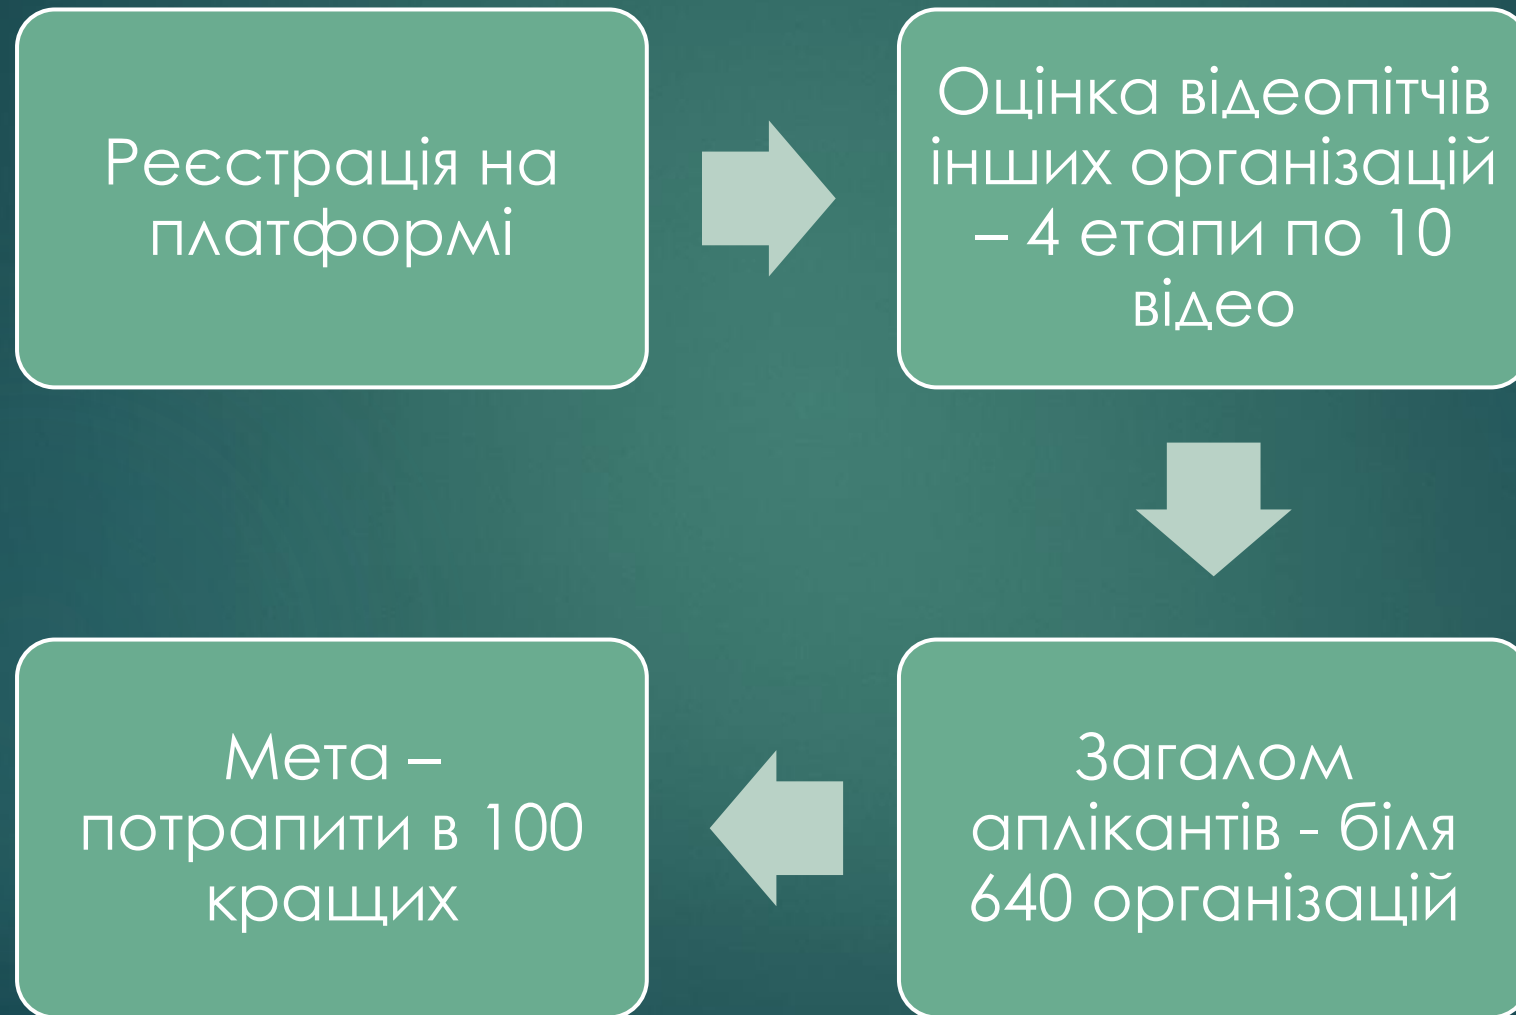 Реєстрація на
платформі
Оцінка відеопітчів
інших організацій
– 4 етапи по 10
відео
Загалом
аплікантів - біля
640 організацій
Мета –
потрапити в 100
кращих